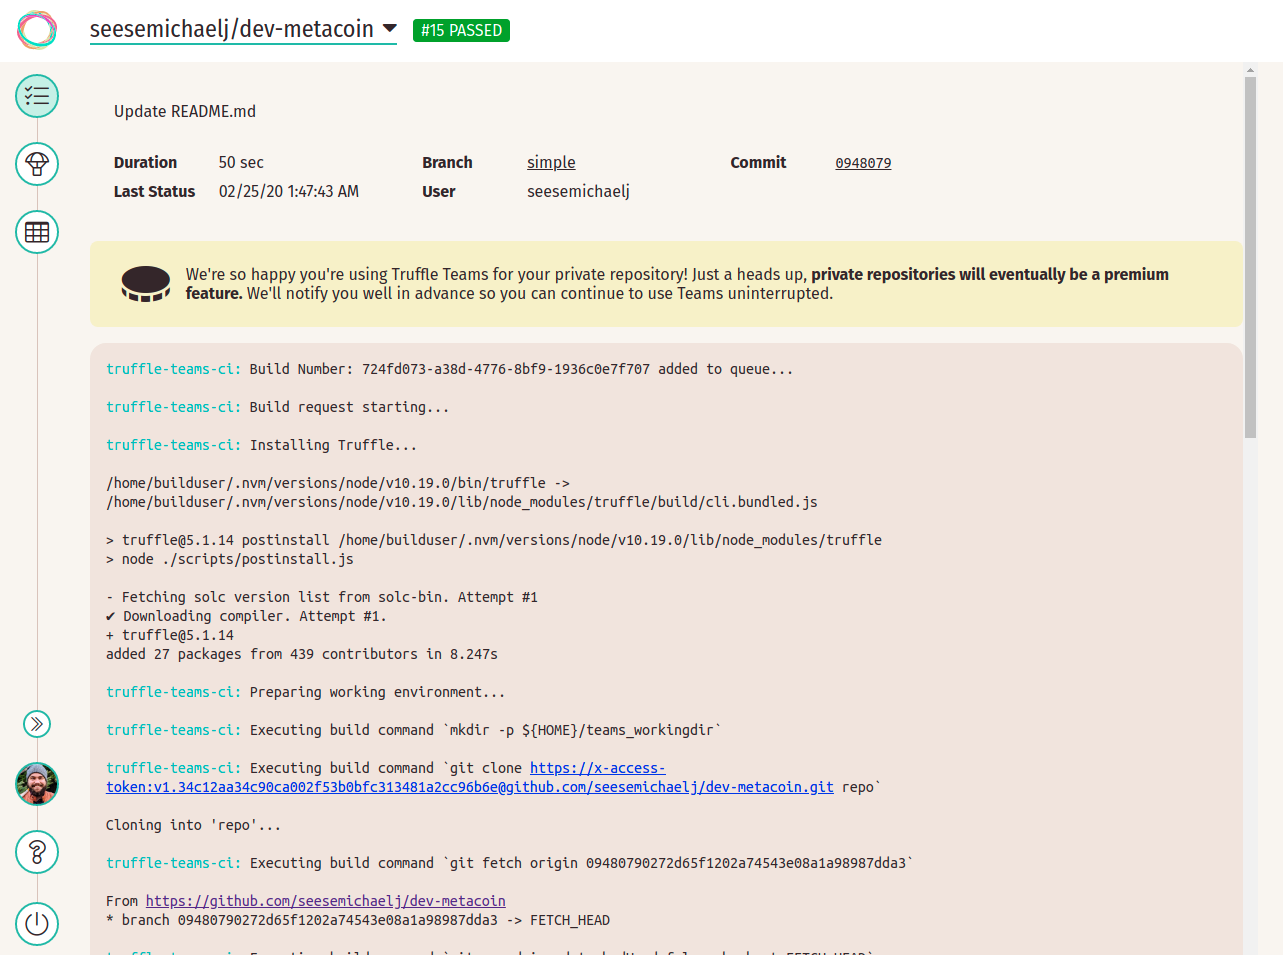 seesemichaelj/dev-metacoin #15 PASSED
Update README.md
Duration 50 sec Branch simple Commit 0948079
Last Status 02/25/20 1:47:43 AM User seesemichaelj
We're so happy you're using Truffle Teams for your private repository! Just a heads up, private repositories will eventually be a premium
feature. We'll notify you well in advance so you can continue to use Teams uninterrupted.
truffle-teams-ci: Build Number: 724fd073-a38d-4776-8bf9-1936c0e7f707 added to queue...
truffle-teams-ci: Build request starting...
truffle-teams-ci: Installing Truffle...
/home/builduser/.nvm/versions/node/v10.19.0/bin/truffle ->
/home/builduser/.nvm/versions/node/v10.19.0/lib/node_modules/truffle/build/cli.bundled.js
> truffle@5.1.14 postinstall /home/builduser/.nvm/versions/node/v10.19.0/lib/node_modules/truffle
> node ./scripts/postinstall.js
- Fetching solc version list from solc-bin. Attempt #1
✔ Downloading compiler. Attempt #1.
+ truffle@5.1.14
added 27 packages from 439 contributors in 8.247s
truffle-teams-ci: Preparing working environment...
truffle-teams-ci: Executing build command `mkdir -p ${HOME}/teams_workingdir`
truffle-teams-ci: Executing build command `git clone https://x-access-
token:v1.34c12aa34c90ca002f53b0bfc313481a2cc96b6e@github.com/seesemichaelj/dev-metacoin.git repo`
Cloning into 'repo'...
truffle-teams-ci: Executing build command `git fetch origin 09480790272d65f1202a74543e08a1a98987dda3`
From https://github.com/seesemichaelj/dev-metacoin
* branch 09480790272d65f1202a74543e08a1a98987dda3 -> FETCH_HEAD